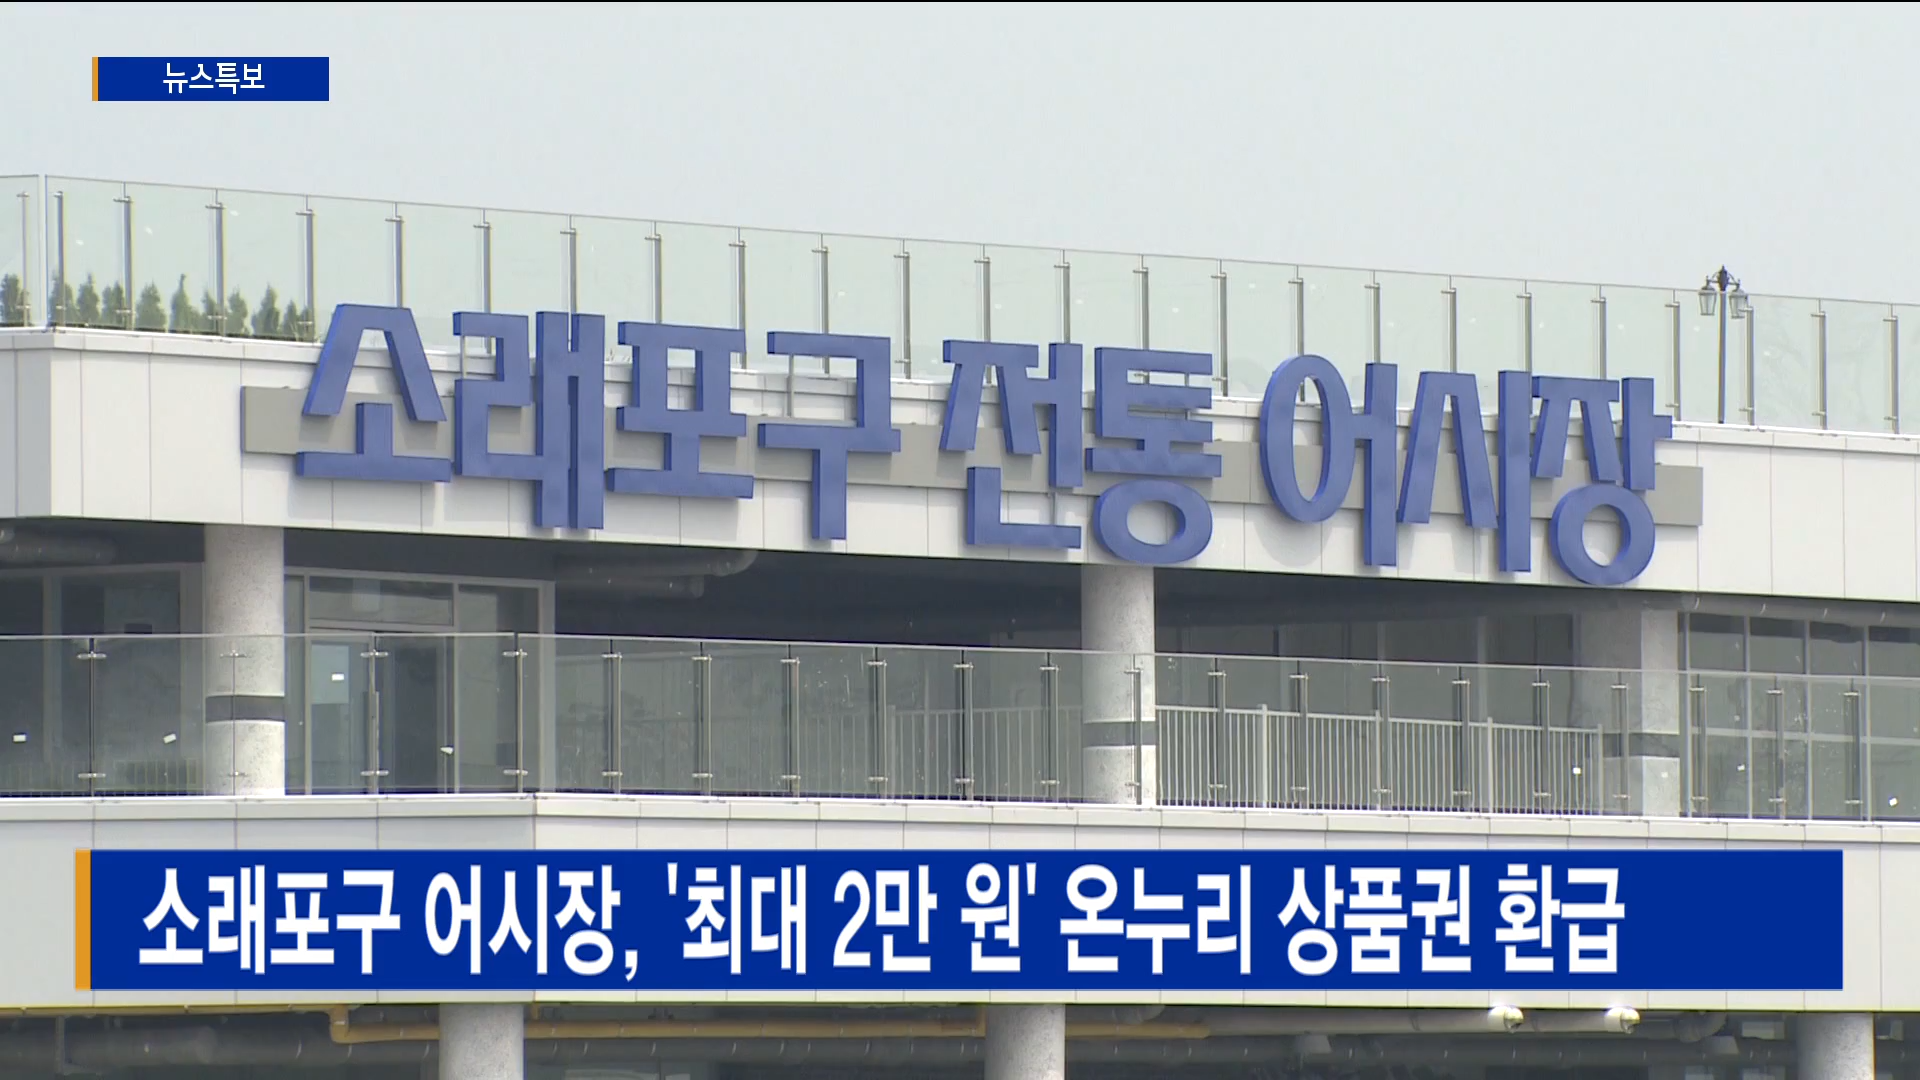 뉴스특보
소래포구 전통 어시장
소래포구 어시장, '최대 2만 원' 온누리 상품권 환급